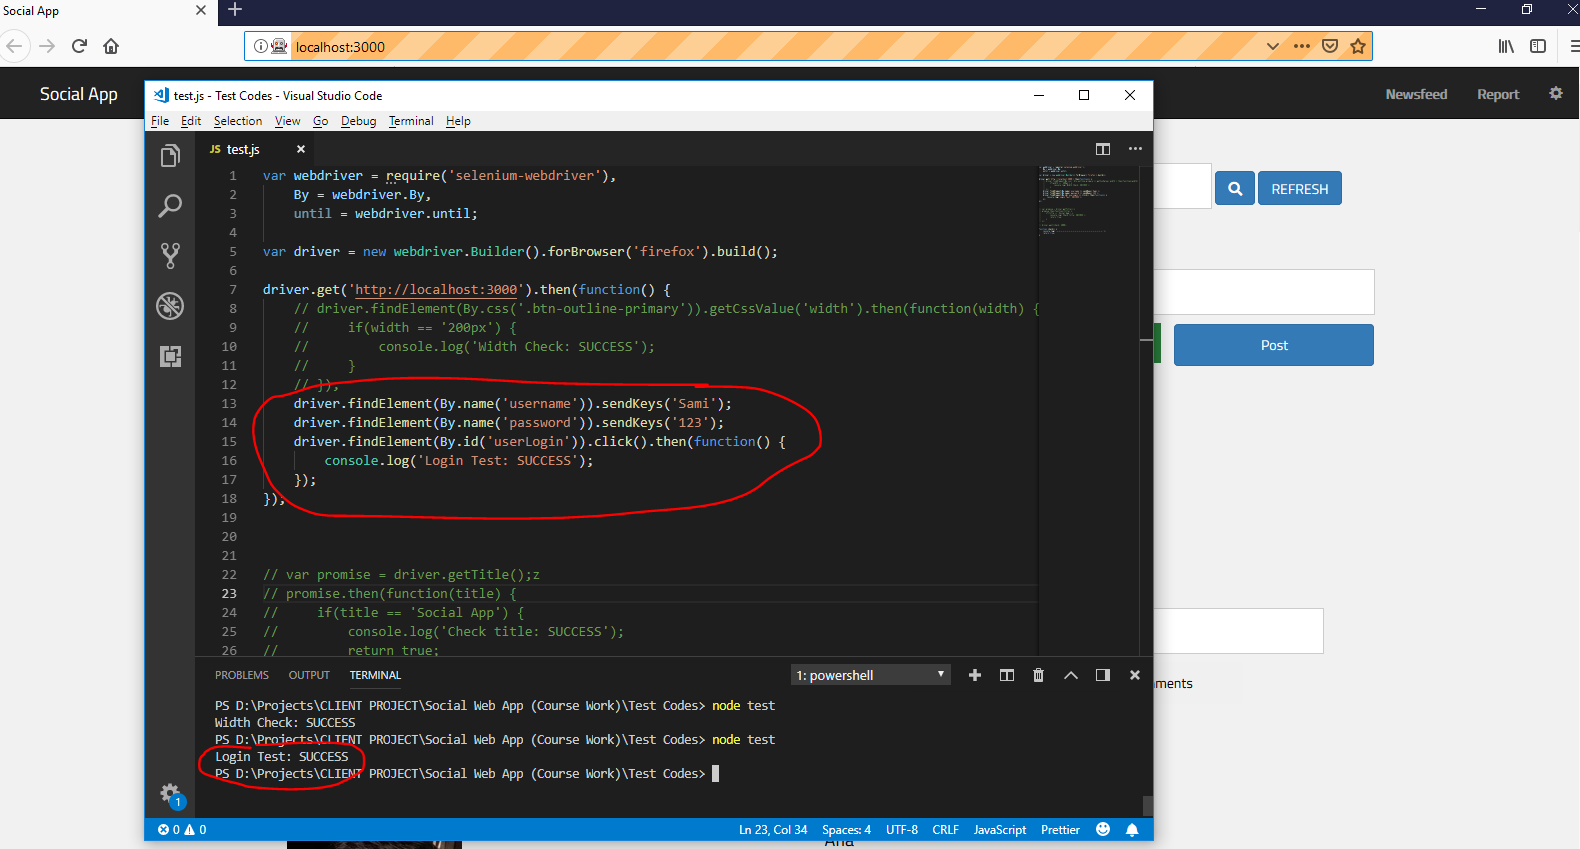 Social App
localhost:3000
Social App
Newsfeed
Report
test.js - Test Codes - Visual Studio Code
File Edit Selection View Go Debug Terminal Help
JS test.js
REFRESH
Post
1 var webdriver = require('selenium-webdriver'),
2 By = webdriver.By,
3 until = webdriver.until;
4
5 var driver = new webdriver.Builder().forBrowser('firefox').build();
6
7 driver.get('http://localhost:3000').then(function() {
8 // driver.findElement(By.css('.btn-outline-primary')).getCssValue('width').then(function(width) {
9 // if(width == '200px') {
10 // console.log('Width Check: SUCCESS');
11 // }
12 // });
13 driver.findElement(By.name('username')).sendKeys('Sami');
14 driver.findElement(By.name('password')).sendKeys('123');
15 driver.findElement(By.id('userLogin')).click().then(function() {
16 console.log('Login Test: SUCCESS');
17 });
18 });
19
20
21
22 // var promise = driver.getTitle();z
23 // promise.then(function(title) {
24 // if(title == 'Social App') {
25 // console.log('Check title: SUCCESS');
26 // return true;
PROBLEMS OUTPUT TERMINAL
1: powershell
PS D:\Projects\CLIENT PROJECT\Social Web App (Course Work)\Test Codes> node test
Width Check: SUCCESS
PS D:\Projects\CLIENT PROJECT\Social Web App (Course Work)\Test Codes> node test
Login Test: SUCCESS
PS D:\Projects\CLIENT PROJECT\Social Web App (Course Work)\Test Codes>
1
0 0
Ln 23, Col 34 Spaces: 4 UTF-8 CRLF JavaScript Prettier
ments